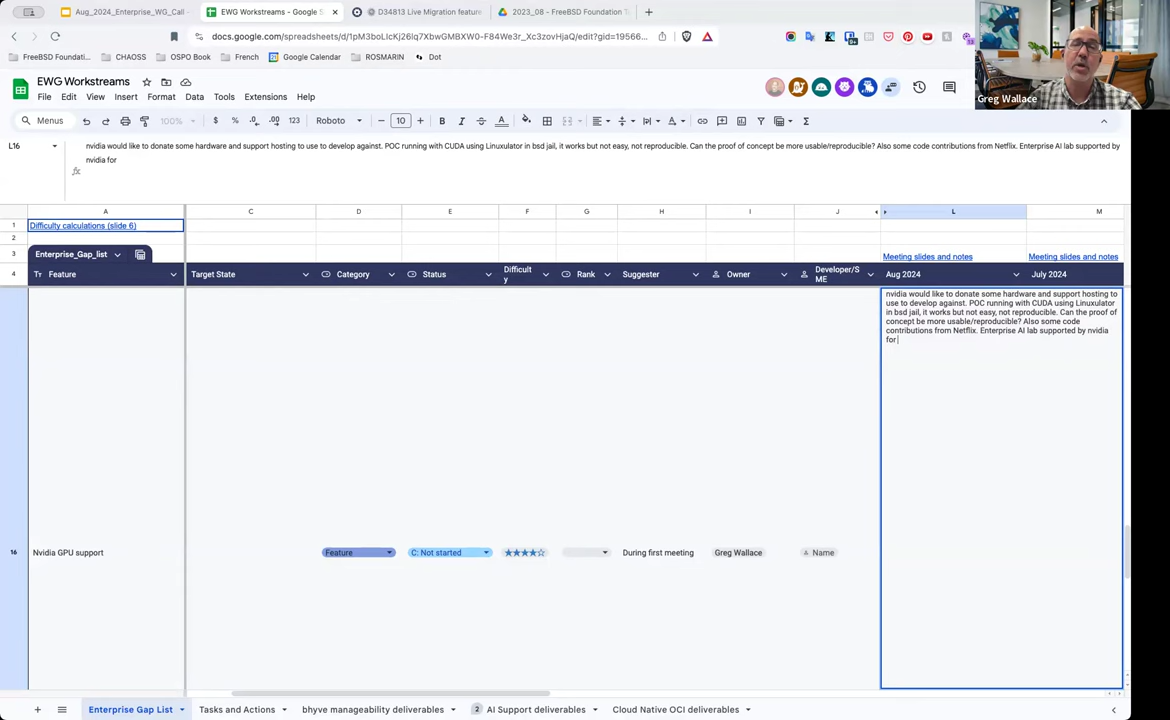 Aug_2024_Enterprise_WG_Call -
EWG Workstreams - Google S
D34813 Live Migration feature
2023_08 - FreeBSD Foundation T
docs.google.com/spreadsheets/d/1pM3boLIcKj26lq7XbwGMBXW0-F84We3r_Xc3zovHjaQ/edit?gid=19566...
FreeBSD Foundati...
CHAOSS
OSPO Book
French
Google Calendar
ROSMARIN
Dot
Greg Wallace
EWG Workstreams
File Edit View Insert Format Data Tools Extensions Help
Menus
100%
$ % .0 .00 123
Roboto
10
L16
nvidia would like to donate some hardware and support hosting to use to develop against. POC running with CUDA using Linuxulator in bsd jail, it works but not easy, not reproducible. Can the proof of concept be more usable/reproducible? Also some code contributions from Netflix. Enterprise AI lab supported by
nvidia for
A C D E F G H I J L M
1 Difficulty calculations (slide 6)
2
3 Enterprise_Gap_list
Meeting slides and notes
Meeting slides and notes
4 Feature
Target State
Category
Status
Difficult
y
Rank
Suggester
Owner
Developer/S
ME
Aug 2024
July 2024
nvidia would like to donate some hardware and support hosting to
use to develop against. POC running with CUDA using Linuxulator
in bsd jail, it works but not easy, not reproducible. Can the proof of
concept be more usable/reproducible? Also some code
contributions from Netflix. Enterprise AI lab supported by nvidia
for
16 Nvidia GPU support
Feature
C: Not started
★★★★☆
During first meeting
Greg Wallace
Name
Enterprise Gap List
Tasks and Actions
bhyve manageability deliverables
2 AI Support deliverables
Cloud Native OCI deliverables